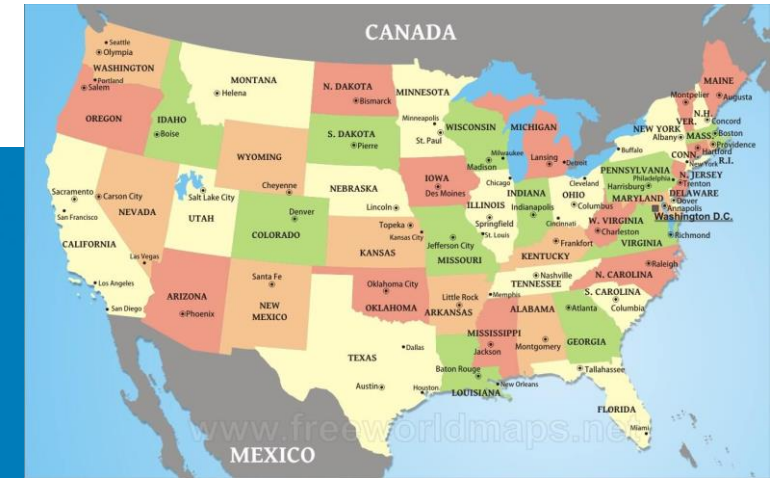 CANADA
Seattle
Olympia
WASHINGTON
Portland
Salem
OREGON
IDAHO
Boise
MONTANA
Helena
N. DAKOTA
Bismarck
MINNESOTA
Minneapolis
St. Paul
S. DAKOTA
Pierre
WISCONSIN
Madison
Milwaukee
MICHIGAN
Lansing
Detroit
MAINE
Augusta
Montpelier
VER.
N.H.
Concord
NEW YORK
Albany
MASS.
Boston
Providence
CONN.
Hartford
R.I.
New York
Buffalo
WYOMING
Cheyenne
NEBRASKA
Lincoln
IOWA
Des Moines
Chicago
ILLINOIS
Springfield
St. Louis
INDIANA
Indianapolis
OHIO
Columbus
Cleveland
Cincinnati
PENNSYLVANIA
Philadelphia
Harrisburg
N. JERSEY
Trenton
DELAWARE
Dover
MARYLAND
Annapolis
Washington D.C.
W. VIRGINIA
Charleston
VIRGINIA
Richmond
Sacramento
San Francisco
CALIFORNIA
Los Angeles
San Diego
Carson City
NEVADA
Las Vegas
Salt Lake City
UTAH
Denver
COLORADO
Topeka
Kansas City
KANSAS
Jefferson City
MISSOURI
Frankfort
KENTUCKY
Nashville
TENNESSEE
Memphis
Raleigh
N. CAROLINA
S. CAROLINA
Columbia
ARIZONA
Phoenix
Santa Fe
NEW
MEXICO
Oklahoma City
OKLAHOMA
Little Rock
ARKANSAS
MISSISSIPPI
Jackson
ALABAMA
Montgomery
Atlanta
GEORGIA
TEXAS
Dallas
Austin
Houston
Baton Rouge
New Orleans
LOUISIANA
Tallahassee
FLORIDA
Miami
www.freeworldmaps.net
MEXICO